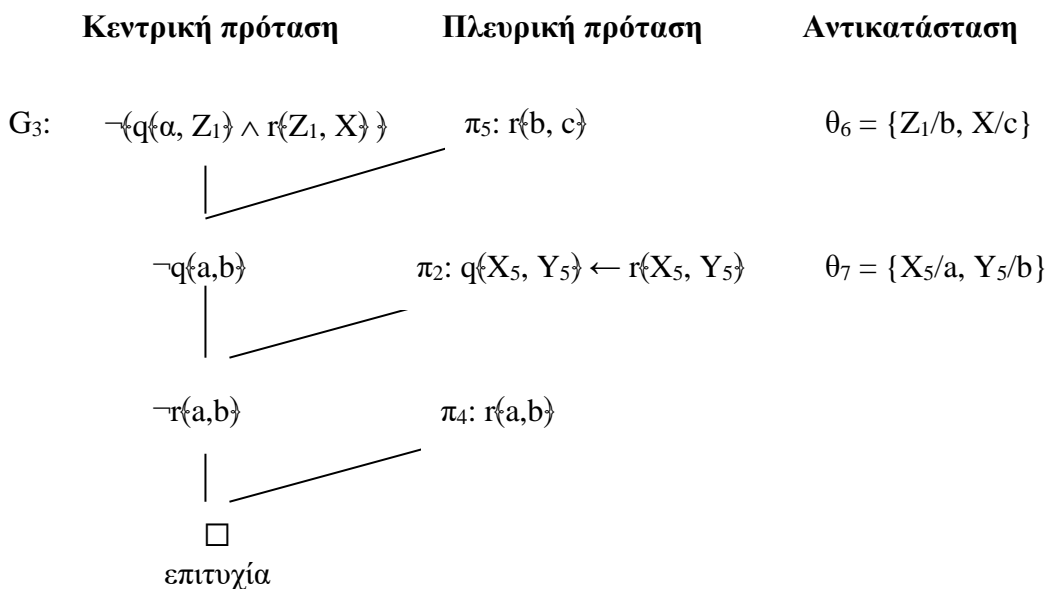 Κεντρική πρόταση Πλευρική πρόταση Αντικατάσταση
G₃: ¬(q(α, Z₁) ∧ r(Z₁, X) ) π₅: r(b, c) θ₆ = {Z₁/b, X/c}
¬q(a,b) π₂: q(X₅, Y₅) ← r(X₅, Y₅) θ₇ = {X₅/a, Y₅/b}
¬r(a,b) π₄: r(a,b)
□
επιτυχία